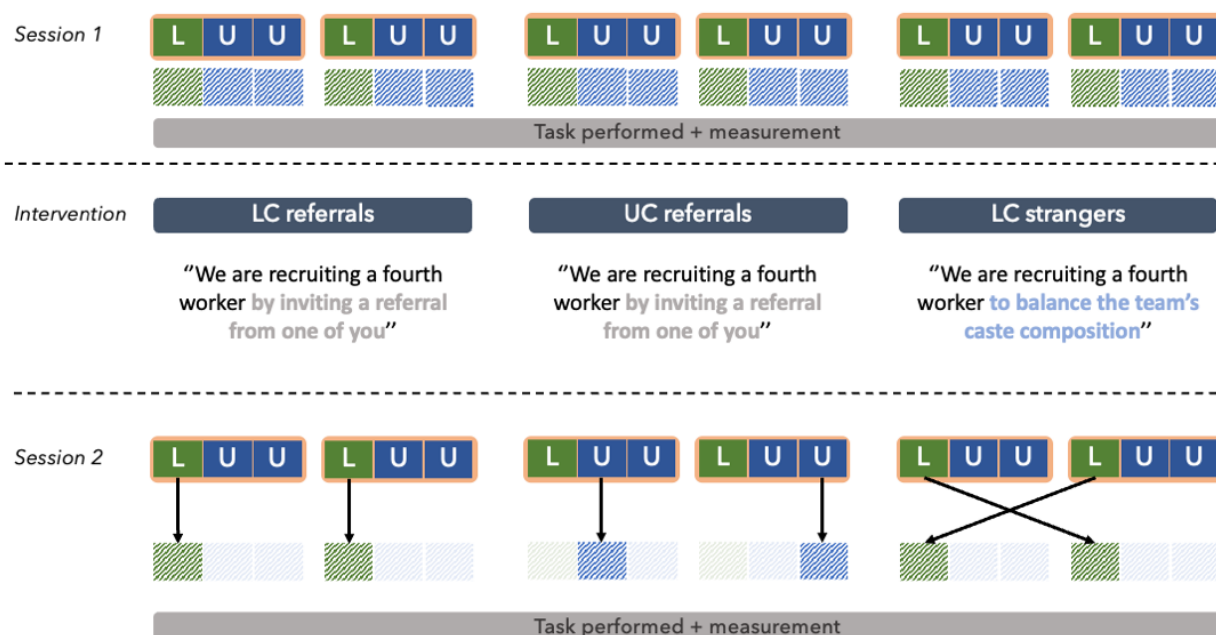 Session 1 L U U L U U L U U L U U L U U L U U
Task performed + measurement
Intervention LC referrals UC referrals LC strangers
“We are recruiting a fourth
worker by inviting a referral
from one of you”
“We are recruiting a fourth
worker by inviting a referral
from one of you”
“We are recruiting a fourth
worker to balance the team’s
caste composition”
Session 2 L U U L U U L U U L U U L U U L U U
Task performed + measurement